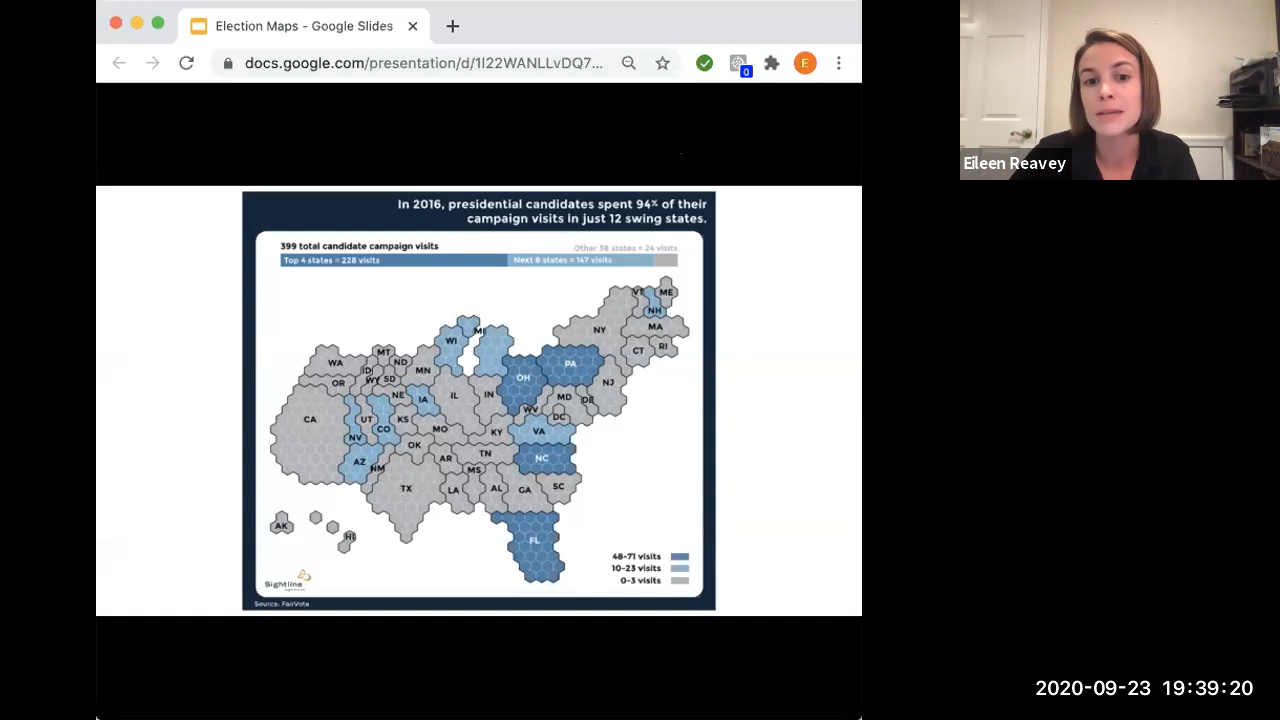 Election Maps - Google Slides
docs.google.com/presentation/d/1I22WANLLvDQ7...
0
E
Eileen Reavey
In 2016, presidential candidates spent 94% of their
campaign visits in just 12 swing states.
399 total candidate campaign visits
Other 38 states = 24 visits
Top 4 states = 228 visits
Next 8 states = 147 visits
VT
ME
NH
WI
MI
NY
MA
CT
RI
WA
MT
ND
ID
MN
PA
OR
WY
SD
OH
NJ
NE
IA
IL
IN
MD
DE
WV
DC
CA
UT
CO
KS
MO
KY
VA
NV
OK
TN
NC
AZ
NM
AR
MS
TX
LA
AL
GA
SC
AK
HI
FL
48-71 visits
10-23 visits
0-3 visits
Sightline
Source: FairVote
2020-09-23 19:39:20